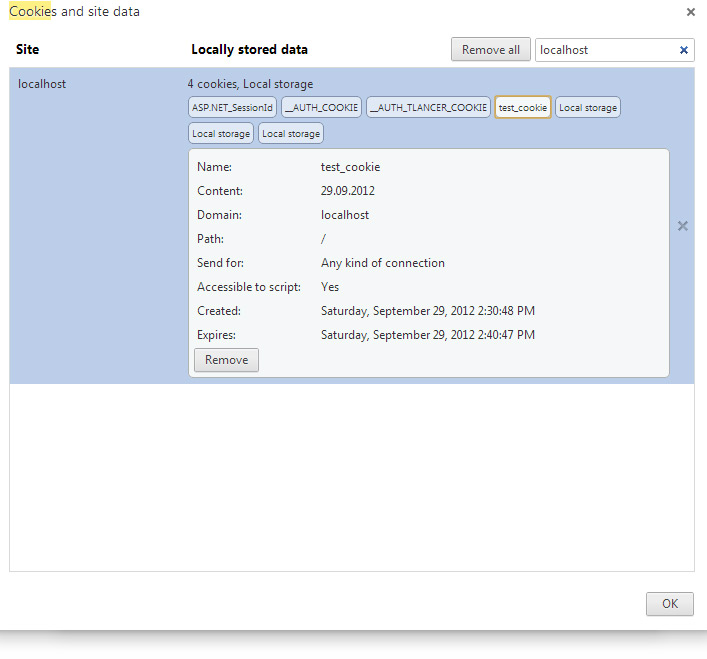 Cookies and site data
Site Locally stored data Remove all localhost
localhost 4 cookies, Local storage
ASP.NET_SessionId __AUTH_COOKIE __AUTH_TLANCER_COOKIE test_cookie Local storage
Local storage Local storage
Name: test_cookie
Content: 29.09.2012
Domain: localhost
Path: /
Send for: Any kind of connection
Accessible to script: Yes
Created: Saturday, September 29, 2012 2:30:48 PM
Expires: Saturday, September 29, 2012 2:40:47 PM
Remove
OK